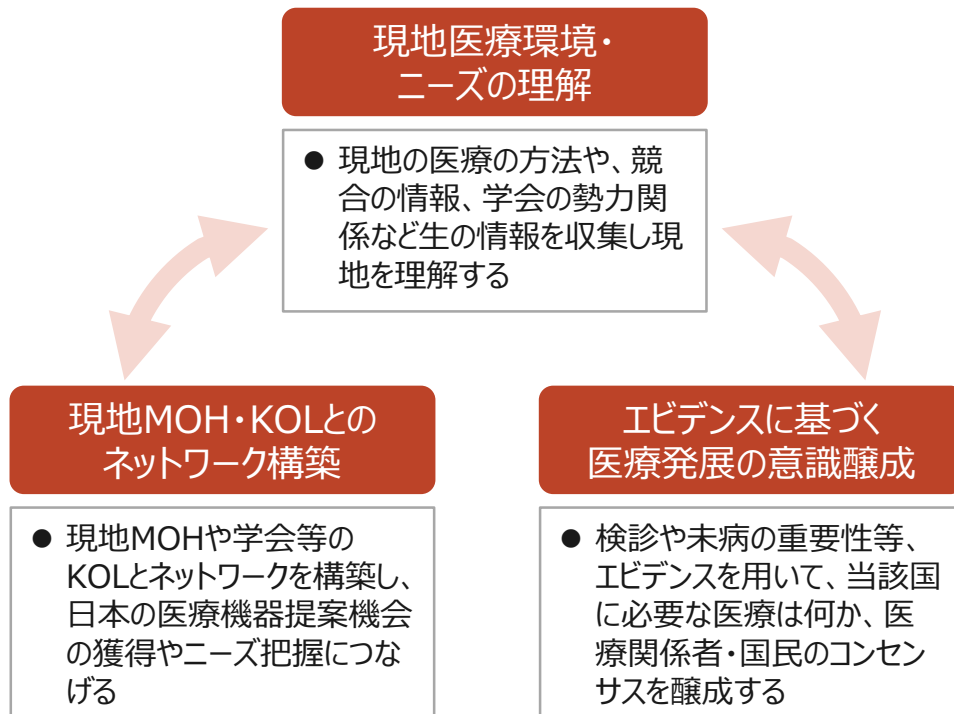 現地医療環境・
ニーズの理解
● 現地の医療の方法や、競
合の情報、学会の勢力関
係など生の情報を収集し現
地を理解する
現地MOH・KOLとの
ネットワーク構築
● 現地MOHや学会等の
KOLとネットワークを構築し、
日本の医療機器提案機会
の獲得やニーズ把握につな
げる
エビデンスに基づく
医療発展の意識醸成
● 検診や未病の重要性等、
エビデンスを用いて、当該国
に必要な医療は何か、医
療関係者・国民のコンセン
サスを醸成する